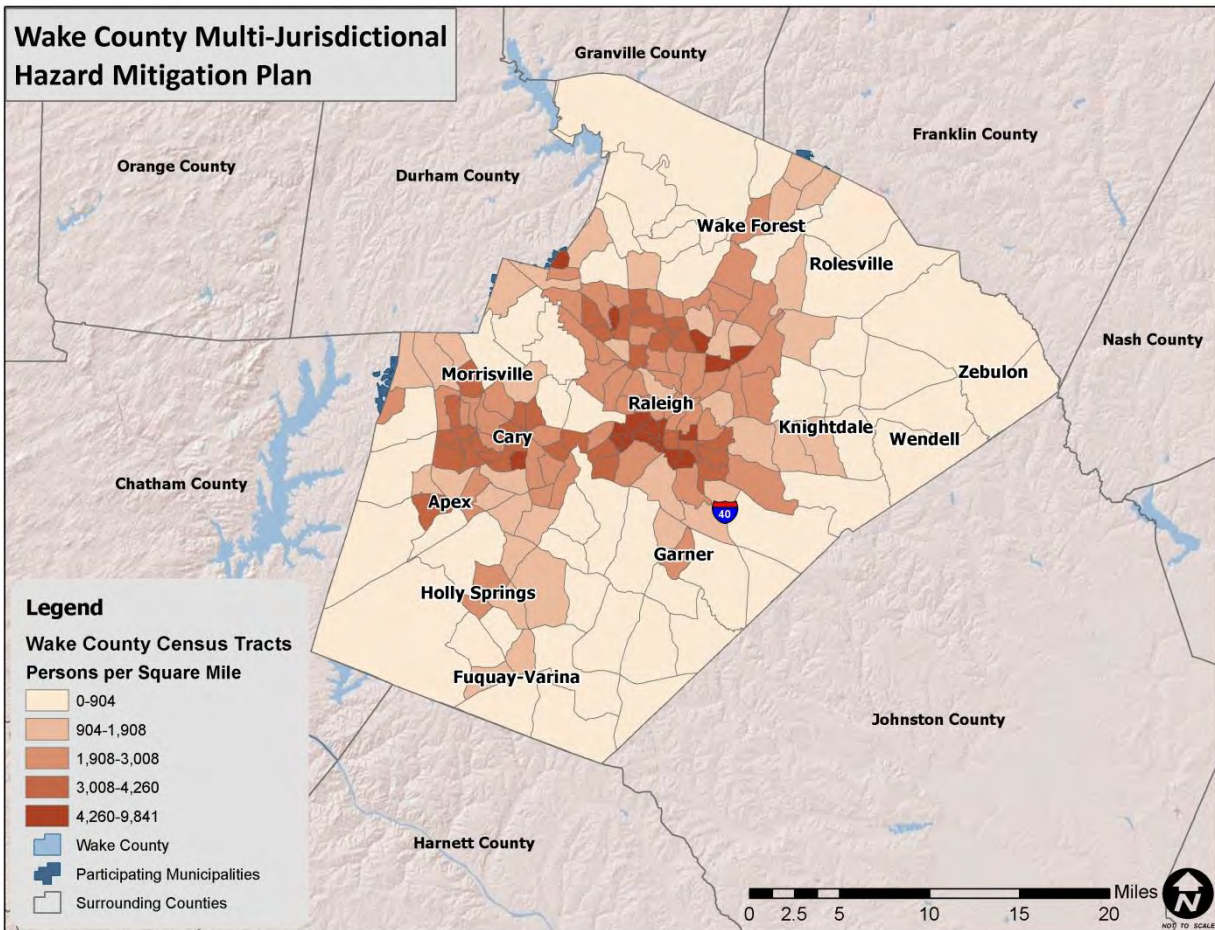 Wake County Multi-Jurisdictional
Hazard Mitigation Plan
Granville County
Franklin County
Orange County
Durham County
Wake Forest
Rolesville
Nash County
Zebulon
Morrisville
Raleigh
Knightdale
Wendell
Cary
Chatham County
Apex
40
Garner
Holly Springs
Fuquay-Varina
Johnston County
Harnett County
Legend
Wake County Census Tracts
Persons per Square Mile
0-904
904-1,908
1,908-3,008
3,008-4,260
4,260-9,841
Wake County
Participating Municipalities
Surrounding Counties
Miles
0 2.5 5 10 15 20
N
NOT TO SCALE